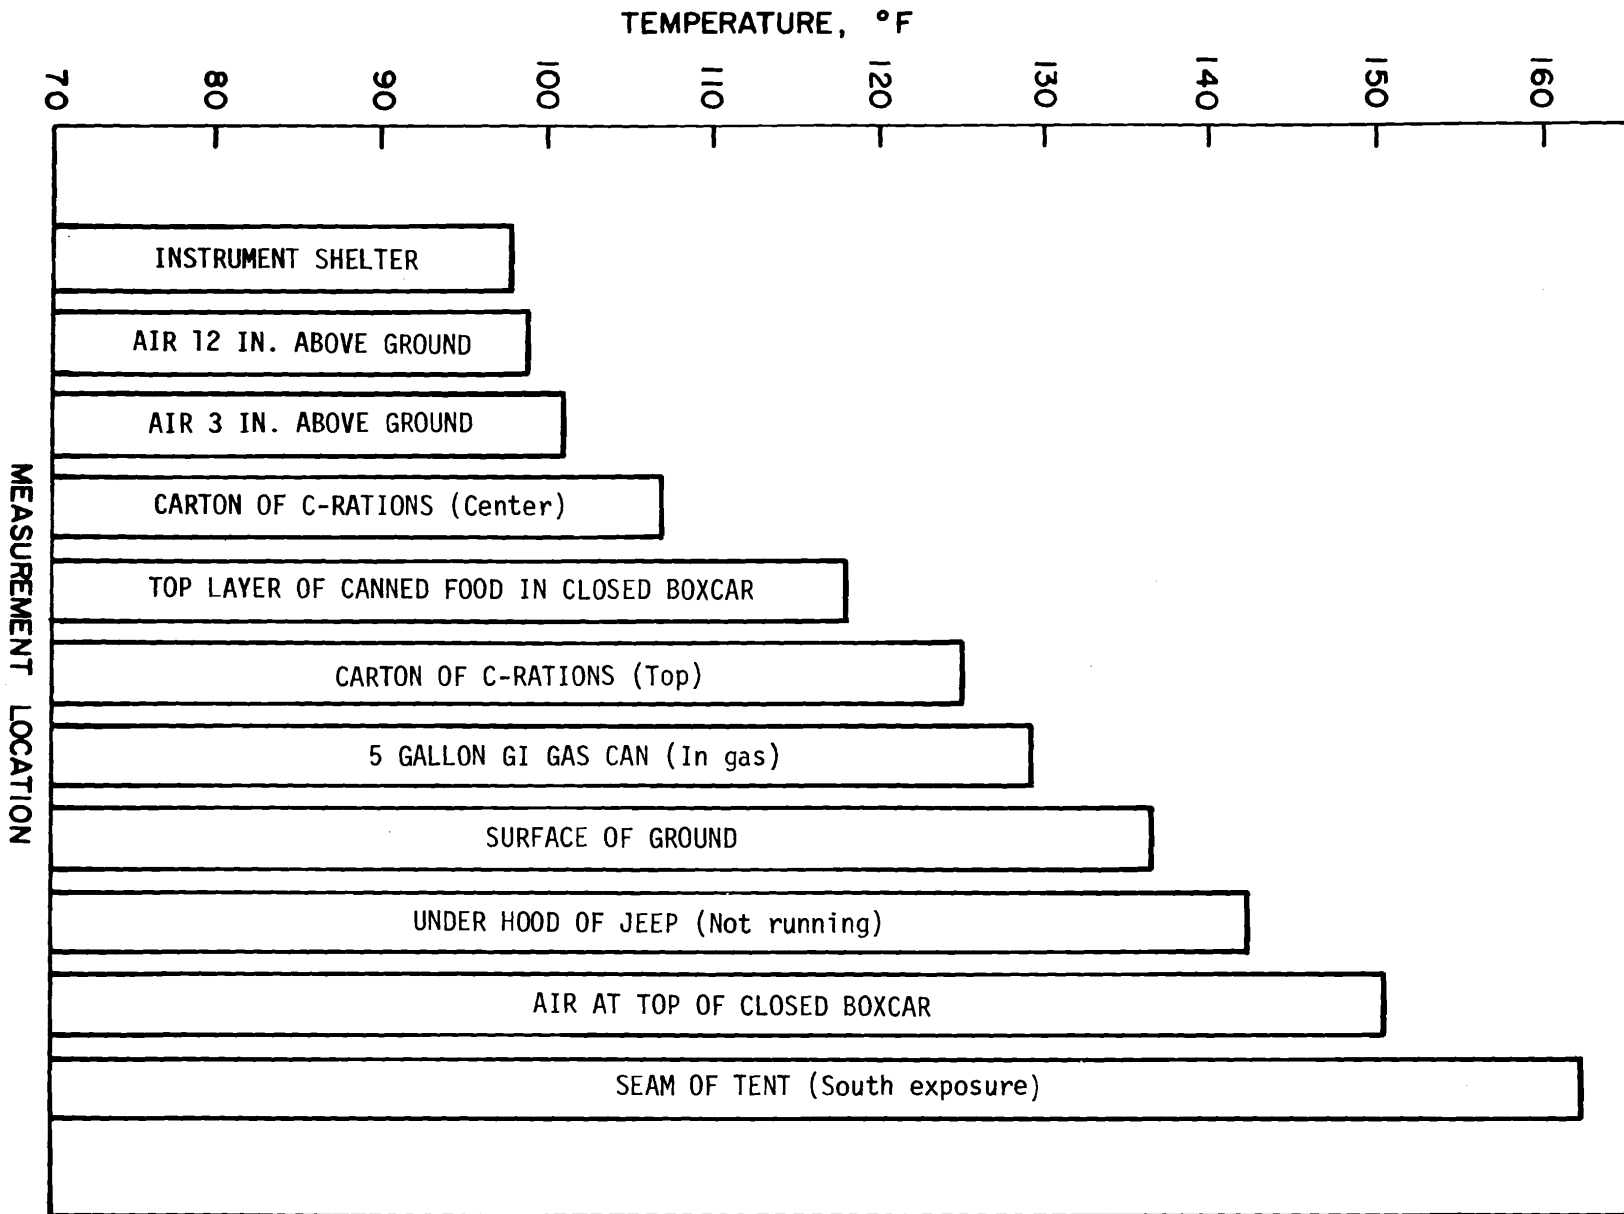 TEMPERATURE, °F
70 80 90 100 110 120 130 140 150 160
INSTRUMENT SHELTER
AIR 12 IN. ABOVE GROUND
AIR 3 IN. ABOVE GROUND
CARTON OF C-RATIONS (Center)
TOP LAYER OF CANNED FOOD IN CLOSED BOXCAR
CARTON OF C-RATIONS (Top)
5 GALLON GI GAS CAN (In gas)
SURFACE OF GROUND
UNDER HOOD OF JEEP (Not running)
AIR AT TOP OF CLOSED BOXCAR
SEAM OF TENT (South exposure)
MEASUREMENT LOCATION